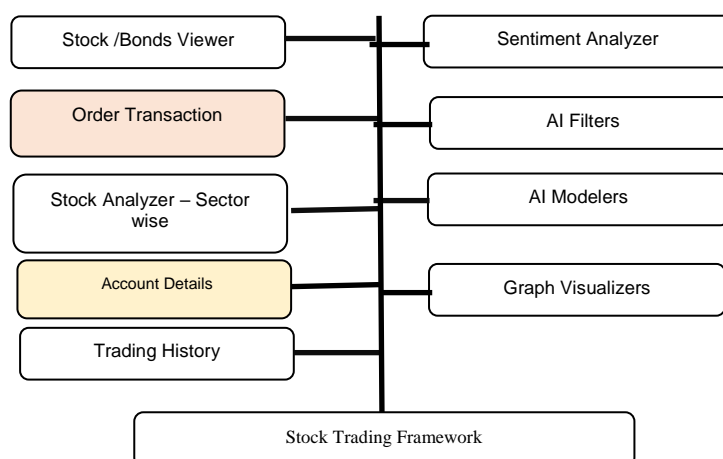 Stock /Bonds Viewer
Sentiment Analyzer
Order Transaction
AI Filters
Stock Analyzer – Sector
wise
AI Modelers
Account Details
Graph Visualizers
Trading History
Stock Trading Framework